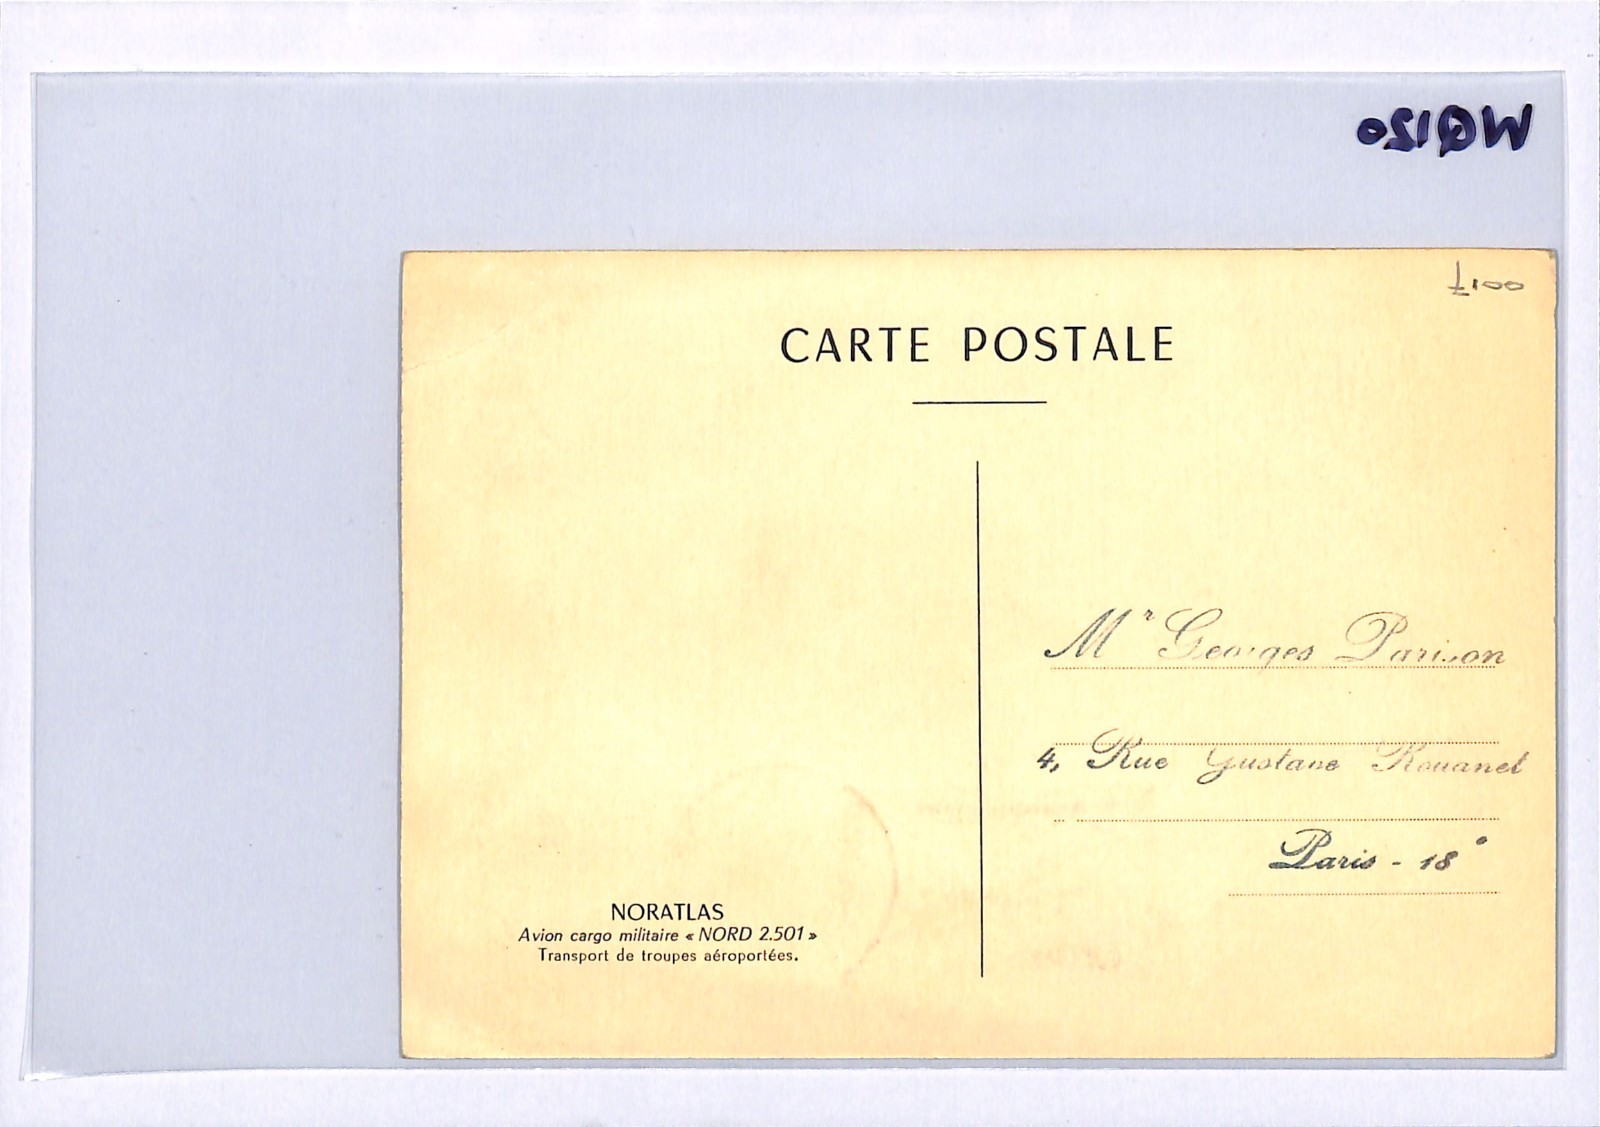 WQ120
£100
CARTE POSTALE
Mr Georges Parison
4, Rue Gustave Rouanet
Paris - 18e
NORATLAS
Avion cargo militaire « NORD 2.501 »
Transport de troupes aéroportées.